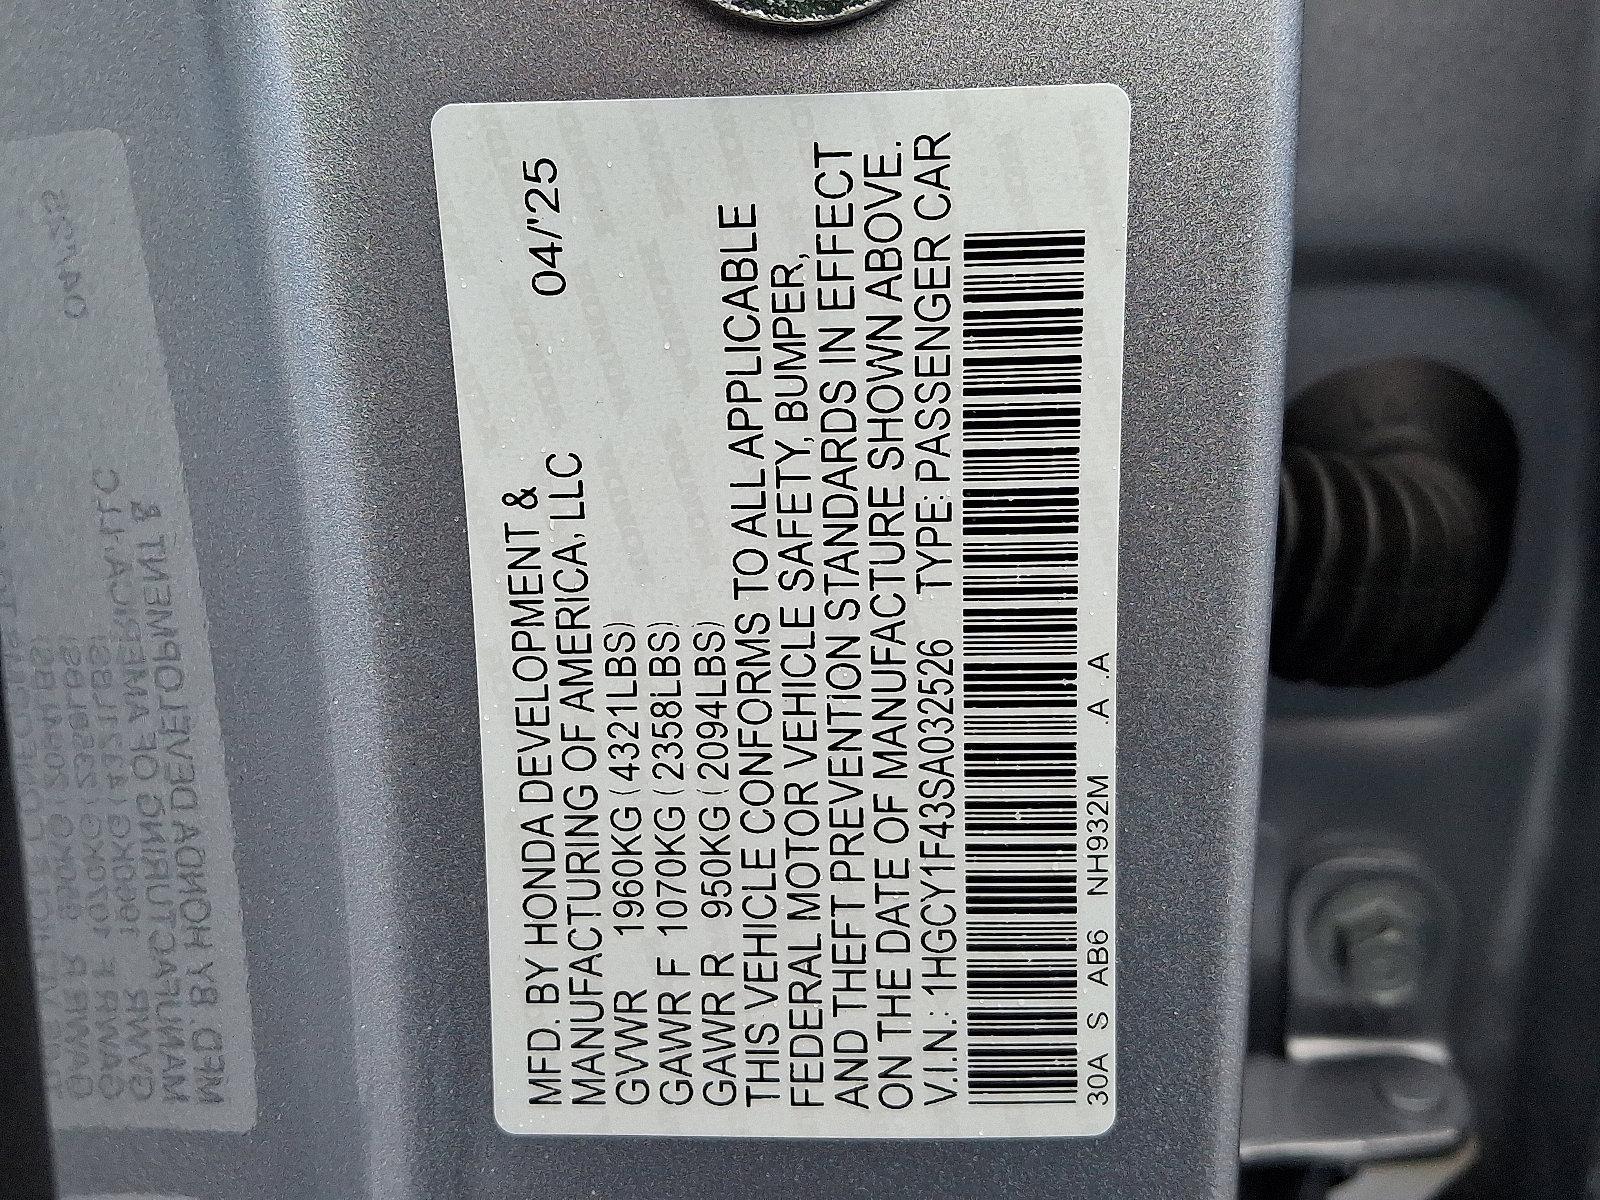 MFD. BY HONDA DEVELOPMENT & 04/'25
MANUFACTURING OF AMERICA, LLC
GVWR 1960KG (4321LBS)
GAWR F 1070KG (2358LBS)
GAWR R 950KG (2094LBS)
THIS VEHICLE CONFORMS TO ALL APPLICABLE
FEDERAL MOTOR VEHICLE SAFETY, BUMPER,
AND THEFT PREVENTION STANDARDS IN EFFECT
ON THE DATE OF MANUFACTURE SHOWN ABOVE.
V.I.N.: 1HGCY1F43SA032526 TYPE: PASSENGER CAR
30A S AB6 NH932M .A .A